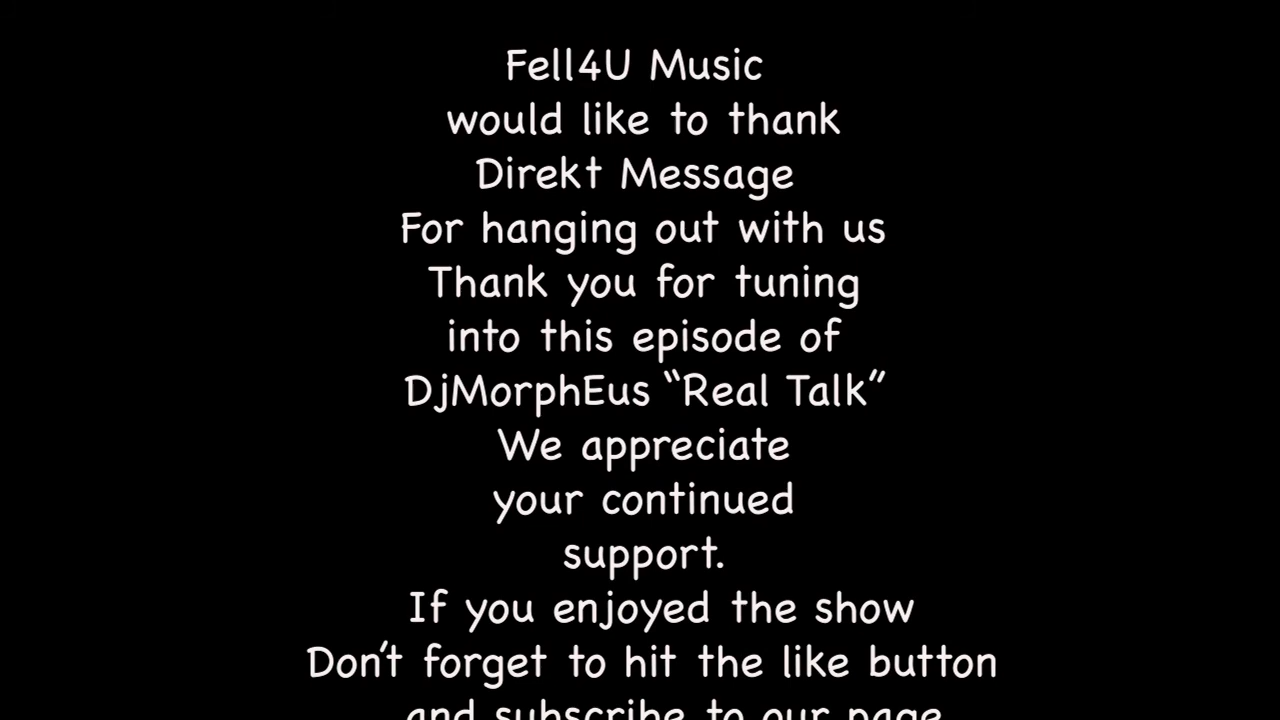 Fell4U Music
would like to thank
Direkt Message
For hanging out with us
Thank you for tuning
into this episode of
DjMorphEus “Real Talk”
We appreciate
your continued
support.
If you enjoyed the show
Don’t forget to hit the like button
and subscribe to our page